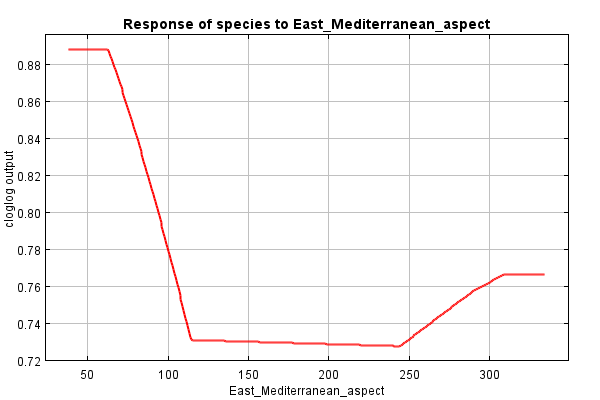 Response of species to East_Mediterranean_aspect
cloglog output
0.88
0.86
0.84
0.82
0.80
0.78
0.76
0.74
0.72
50 100 150 200 250 300
East_Mediterranean_aspect